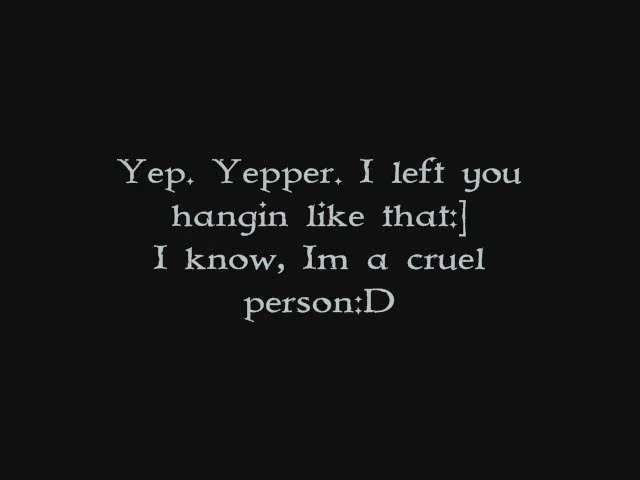 Yep. Yepper. I left you
hangin like that:]
I know, Im a cruel
person:D